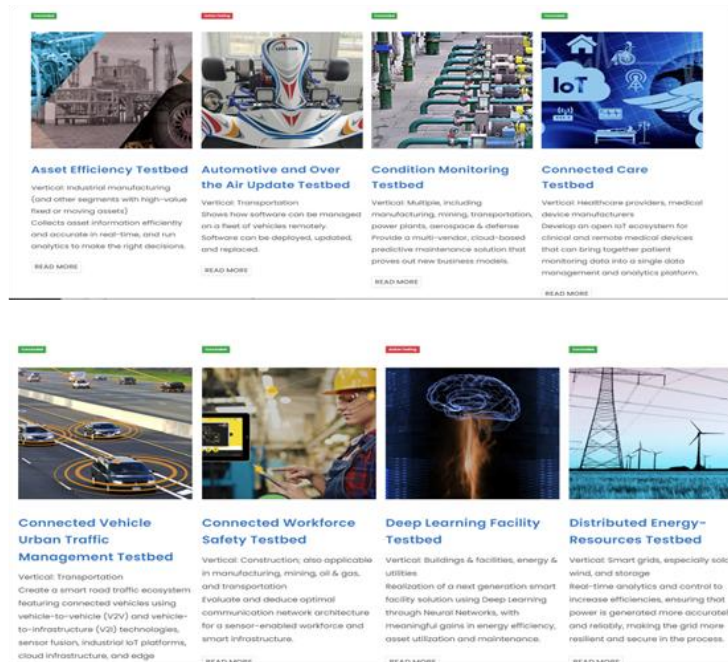 Concluded
Active Testing
Concluded
Concluded
IoT
Asset Efficiency Testbed
Vertical: Industrial manufacturing
(and other segments with high-value
fixed or moving assets)
Collects asset information efficiently
and accurate in real-time, and run
analytics to make the right decisions.
READ MORE
Automotive and Over
the Air Update Testbed
Vertical: Transportation
Shows how software can be managed
on a fleet of vehicles remotely.
Software can be deployed, updated,
and replaced.
READ MORE
Condition Monitoring
Testbed
Vertical: Multiple, including
manufacturing, mining, transportation,
power plants, aerospace & defense
Provide a multi-vendor, cloud-based
predictive maintenance solution that
proves out new business models.
READ MORE
Connected Care
Testbed
Vertical: Healthcare providers, medical
device manufacturers
Develop an open IoT ecosystem for
clinical and remote medical devices
that can bring together patient
monitoring data into a single data
management and analytics platform.
READ MORE
Concluded
Concluded
Active Testing
Concluded
Connected Vehicle
Urban Traffic
Management Testbed
Vertical: Transportation
Create a smart road traffic ecosystem
featuring connected vehicles using
vehicle-to-vehicle (V2V) and vehicle-
to-infrastructure (V2I) technologies,
sensor fusion, industrial IoT platforms,
cloud infrastructure, and edge
Connected Workforce
Safety Testbed
Vertical: Construction; also applicable
in manufacturing, mining, oil & gas,
and transportation
Evaluate and deduce optimal
communication network architecture
for a sensor-enabled workforce and
smart infrastructure.
READ MORE
Deep Learning Facility
Testbed
Vertical: Buildings & facilities, energy &
utilities
Realization of a next generation smart
facility solution using Deep Learning
through Neural Networks, with
meaningful gains in energy efficiency,
asset utilization and maintenance.
READ MORE
Distributed Energy-
Resources Testbed
Vertical: Smart grids, especially sola
wind, and storage
Real-time analytics and control to
increase efficiencies, ensuring that
power is generated more accurate
and reliably, making the grid more
resilient and secure in the process.
READ MORE